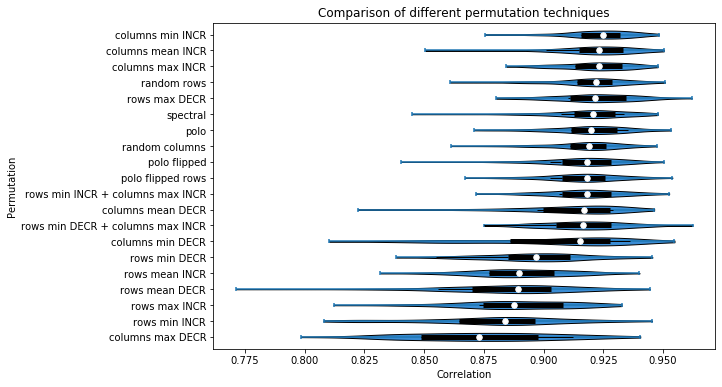 Comparison of different permutation techniques
Permutation
columns min INCR
columns mean INCR
columns max INCR
random rows
rows max DECR
spectral
polo
random columns
polo flipped
polo flipped rows
rows min INCR + columns max INCR
columns mean DECR
rows min DECR + columns max INCR
columns min DECR
rows min DECR
rows mean INCR
rows mean DECR
rows max INCR
rows min INCR
columns max DECR
0.775 0.800 0.825 0.850 0.875 0.900 0.925 0.950
Correlation